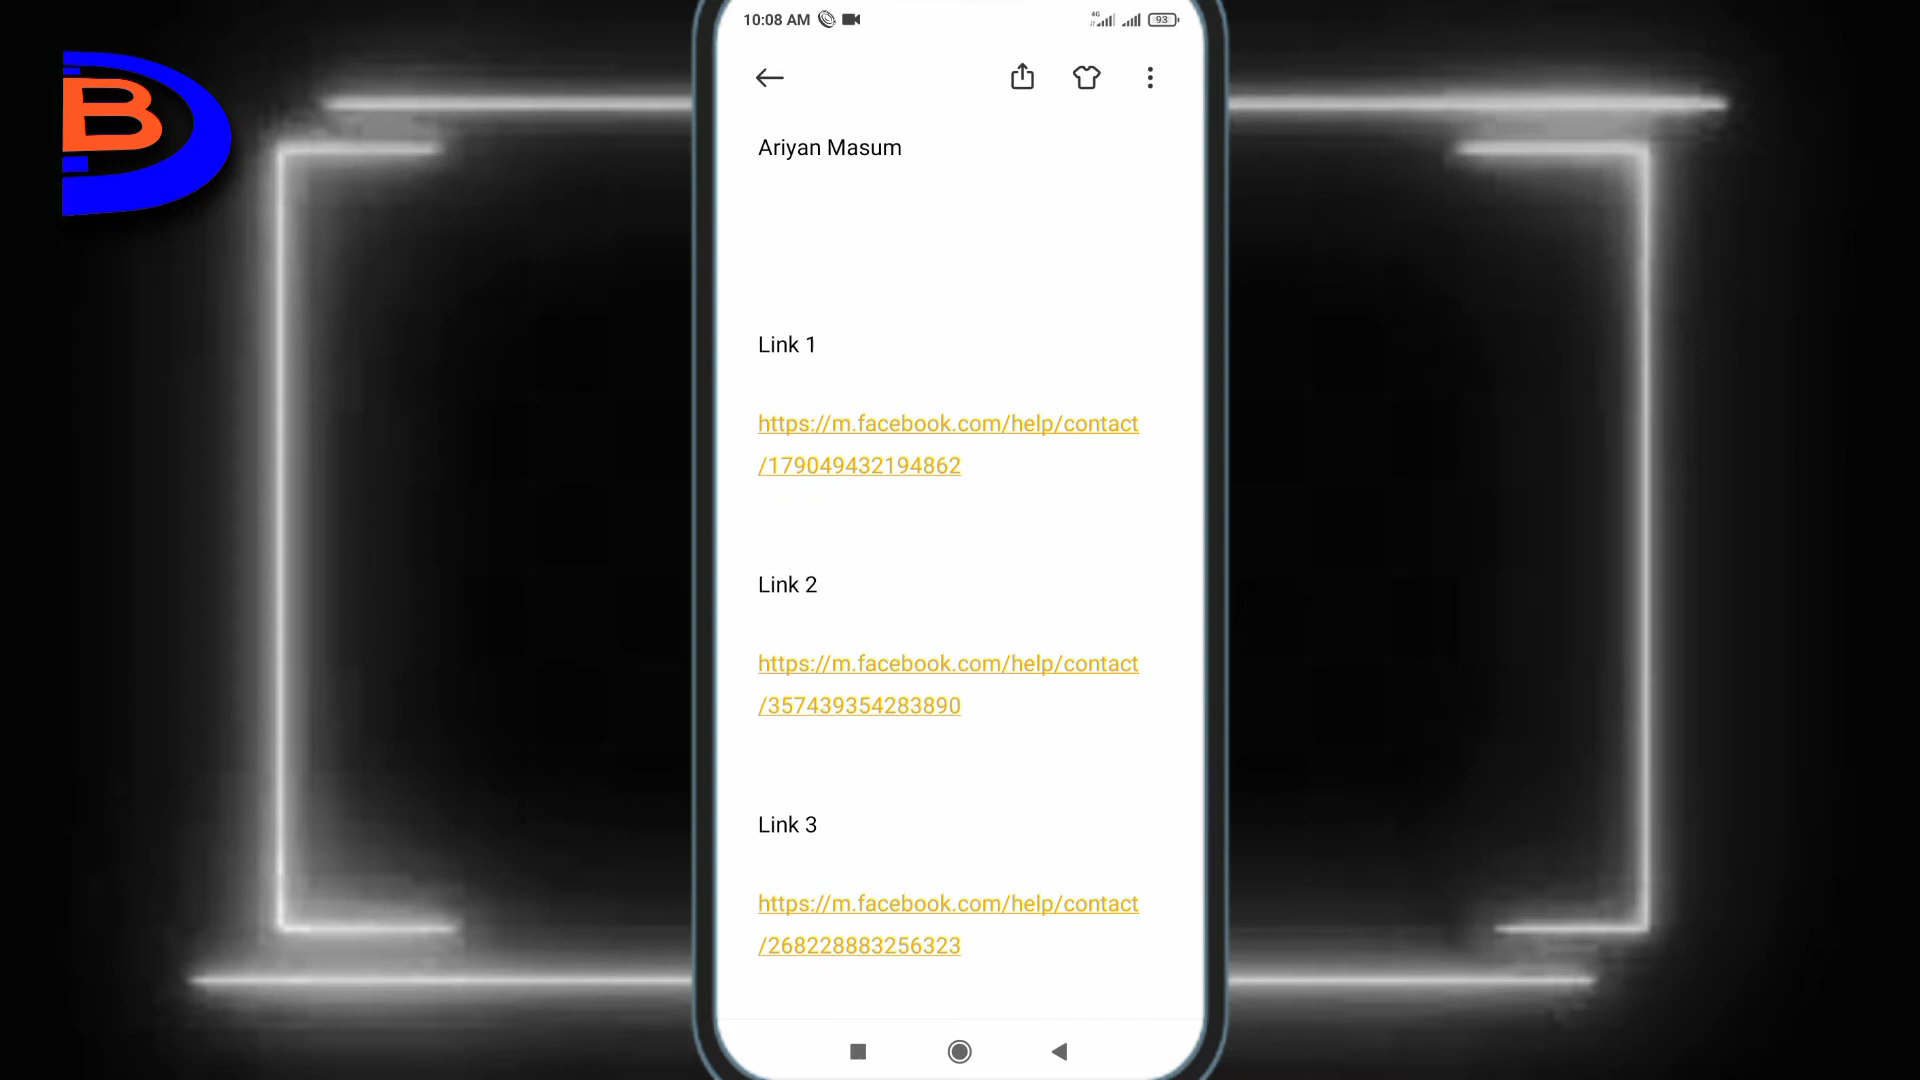 B
10:08 AM
4G
93
Ariyan Masum
Link 1
https://m.facebook.com/help/contact
/179049432194862
Link 2
https://m.facebook.com/help/contact
/357439354283890
Link 3
https://m.facebook.com/help/contact
/268228883256323